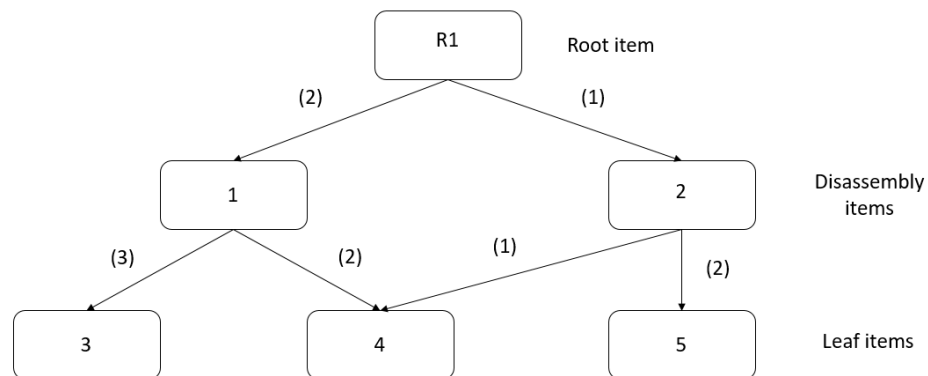 R1
Root item
(2)
(1)
1
2
Disassembly
items
(3)
(2)
(1)
(2)
3
4
5
Leaf items